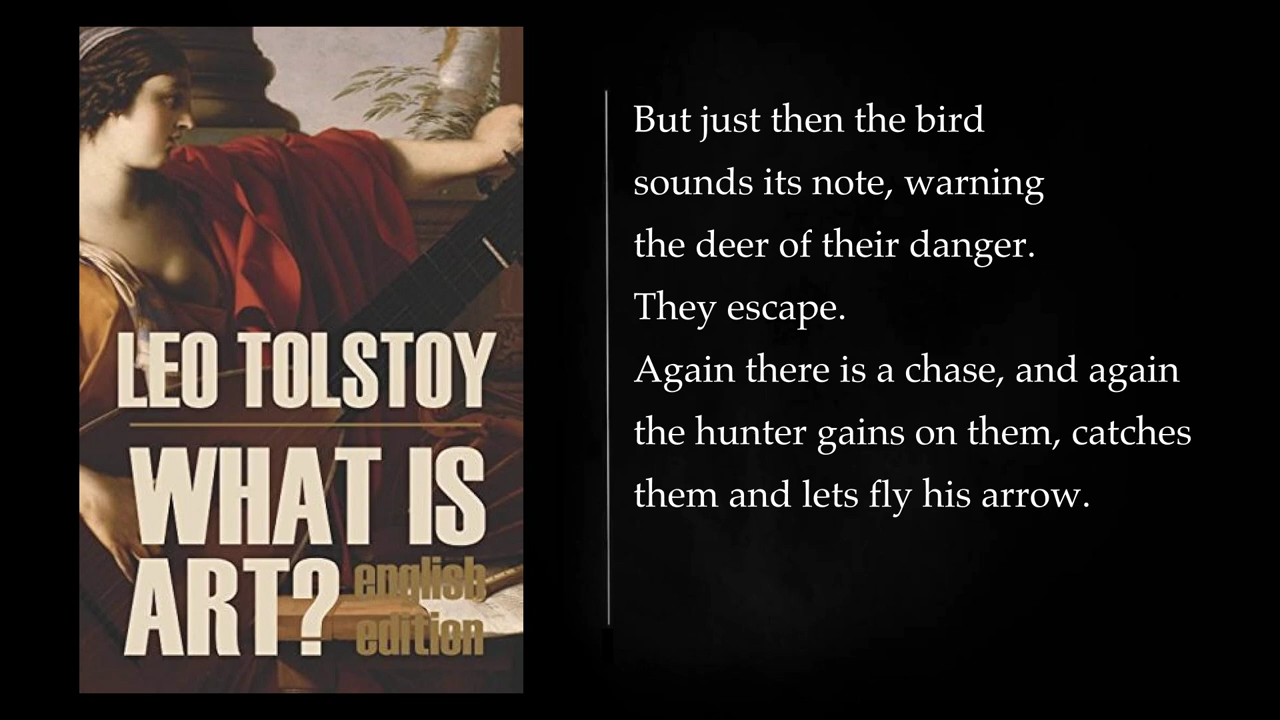 LEO TOLSTOY
WHAT IS
ART?
english
edition
But just then the bird
sounds its note, warning
the deer of their danger.
They escape.
Again there is a chase, and again
the hunter gains on them, catches
them and lets fly his arrow.